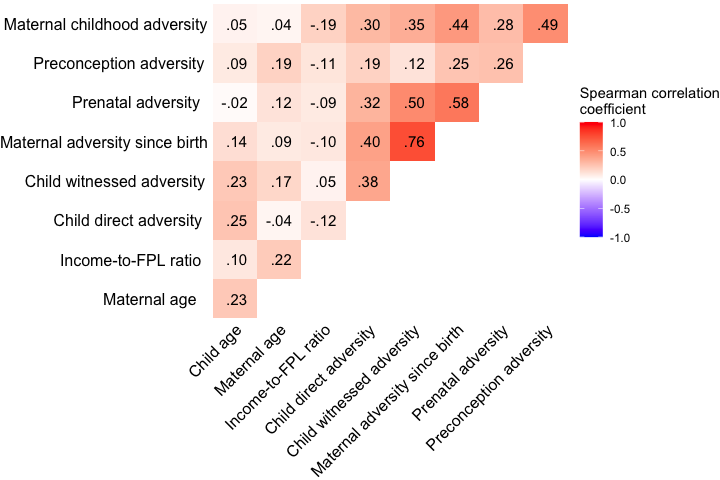 Maternal childhood adversity .05 .04 -.19 .30 .35 .44 .28 .49
Preconception adversity .09 .19 -.11 .19 .12 .25 .26
Prenatal adversity -.02 .12 -.09 .32 .50 .58
Maternal adversity since birth .14 .09 -.10 .40 .76
Child witnessed adversity .23 .17 .05 .38
Child direct adversity .25 -.04 -.12
Income-to-FPL ratio .10 .22
Maternal age .23
Child age
Maternal age
Income-to-FPL ratio
Child direct adversity
Child witnessed adversity
Maternal adversity since birth
Prenatal adversity
Preconception adversity
Spearman correlation
coefficient
1.0
0.5
0.0
-0.5
-1.0